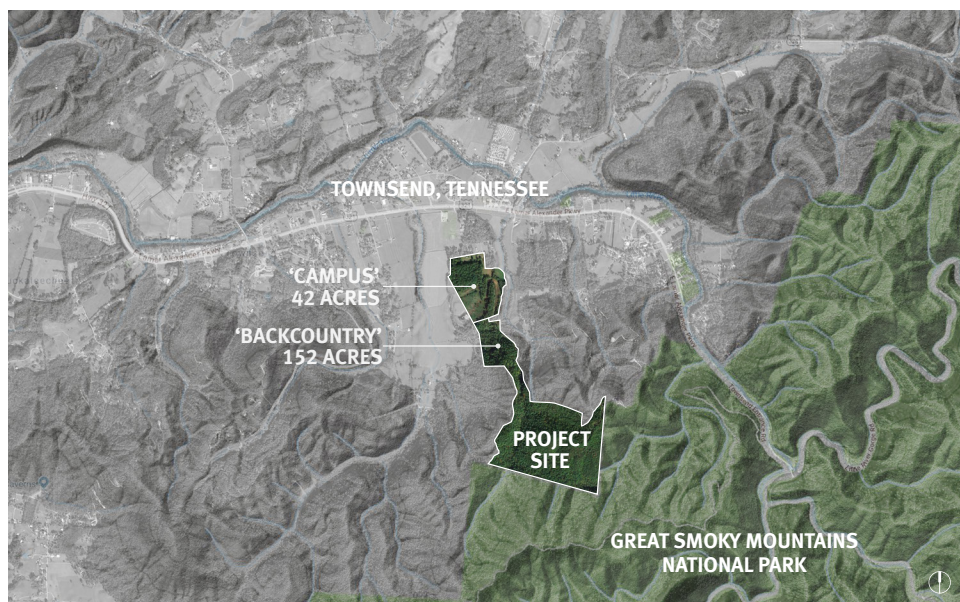 TOWNSEND, TENNESSEE
'CAMPUS'
42 ACRES
'BACKCOUNTRY'
152 ACRES
PROJECT
SITE
GREAT SMOKY MOUNTAINS
NATIONAL PARK